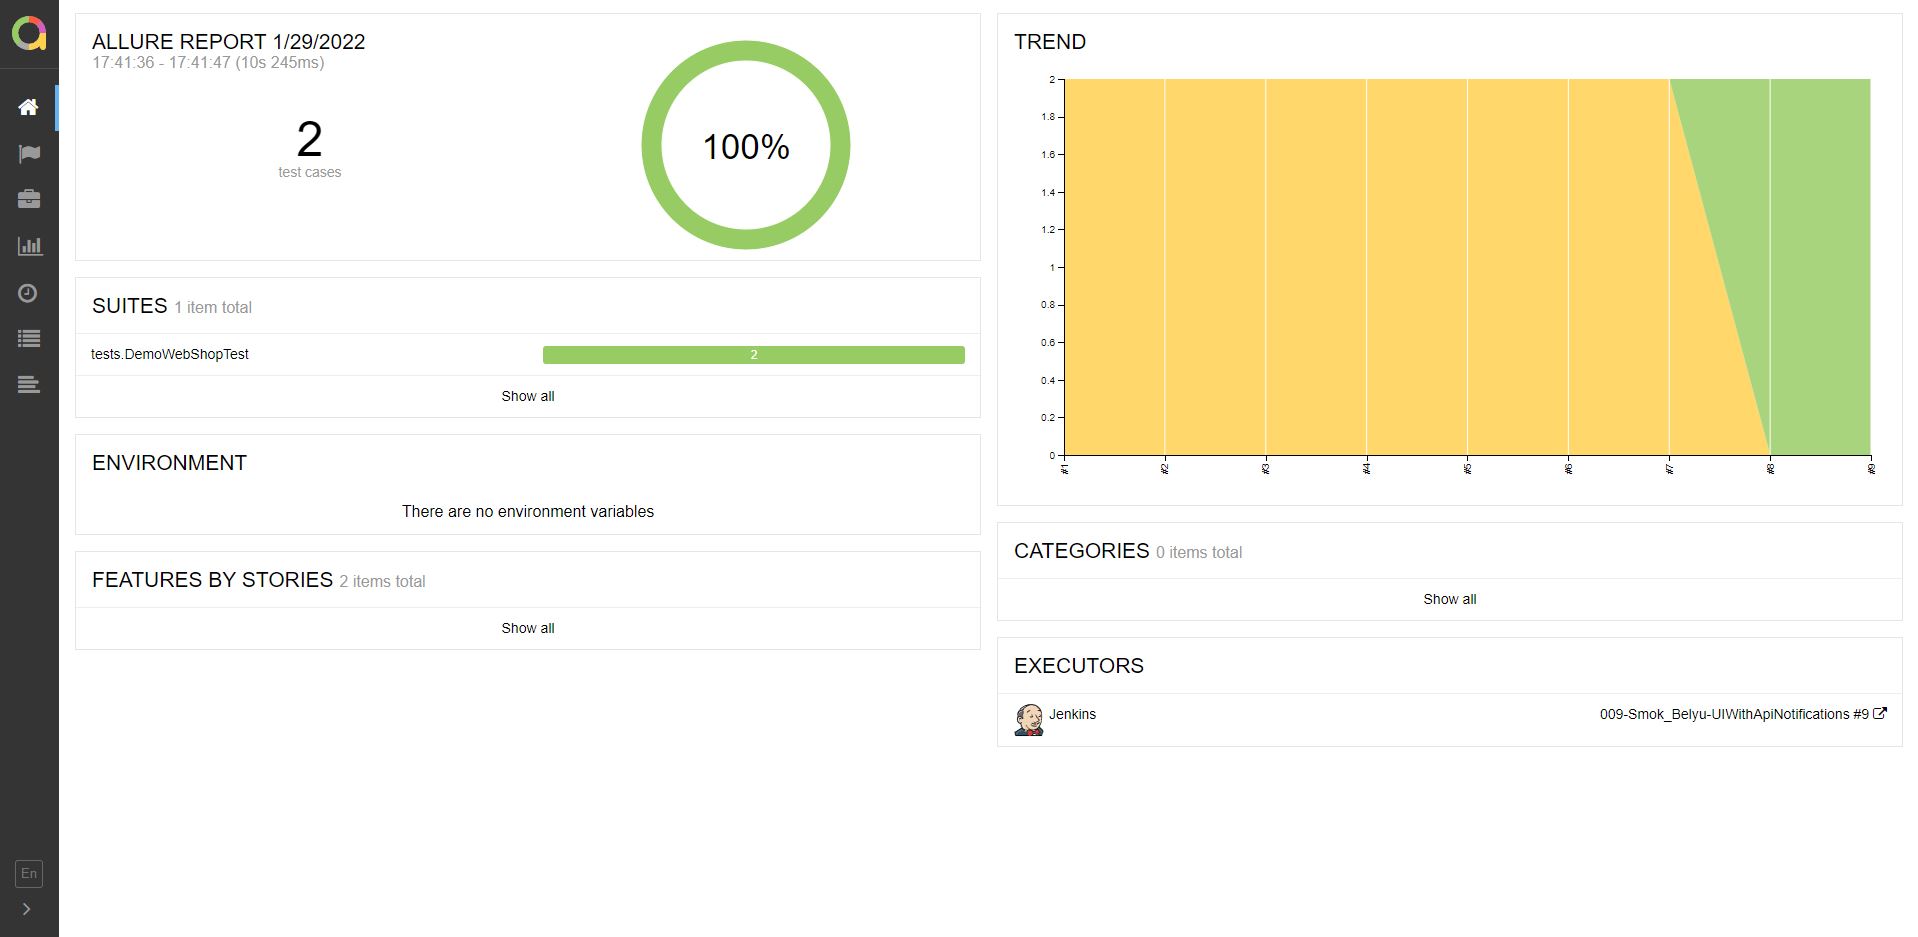 ALLURE REPORT 1/29/2022
17:41:36 - 17:41:47 (10s 245ms)
2
test cases
100%
SUITES 1 item total
tests.DemoWebShopTest 2
Show all
ENVIRONMENT
There are no environment variables
FEATURES BY STORIES 2 items total
Show all
TREND
2
1.8
1.6
1.4
1.2
1
0.8
0.6
0.4
0.2
0
#1 #2 #3 #4 #5 #6 #7 #8 #9
CATEGORIES 0 items total
Show all
EXECUTORS
Jenkins 009-Smok_Belyu-UIWithApiNotifications #9
En